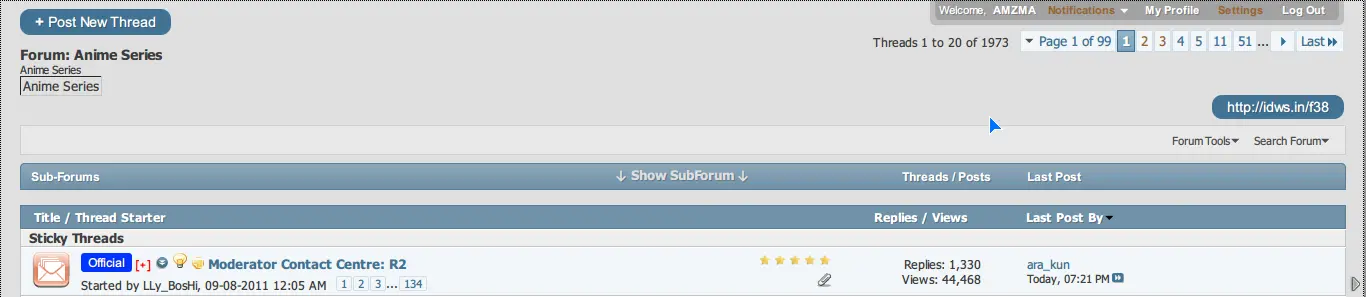 + Post New Thread
Welcome, AMZMA Notifications My Profile Settings Log Out
Threads 1 to 20 of 1973 Page 1 of 99 1 2 3 4 5 11 51 ... Last
Forum: Anime Series
Anime Series
Anime Series
http://idws.in/f38
Forum Tools Search Forum
Sub-Forums ↓ Show SubForum ↓ Threads / Posts Last Post
Title / Thread Starter Replies / Views Last Post By
Sticky Threads
Official [+] Moderator Contact Centre: R2 Replies: 1,330 ara_kun
Started by LLy_BosHi, 09-08-2011 12:05 AM 1 2 3 ... 134 Views: 44,468 Today, 07:21 PM